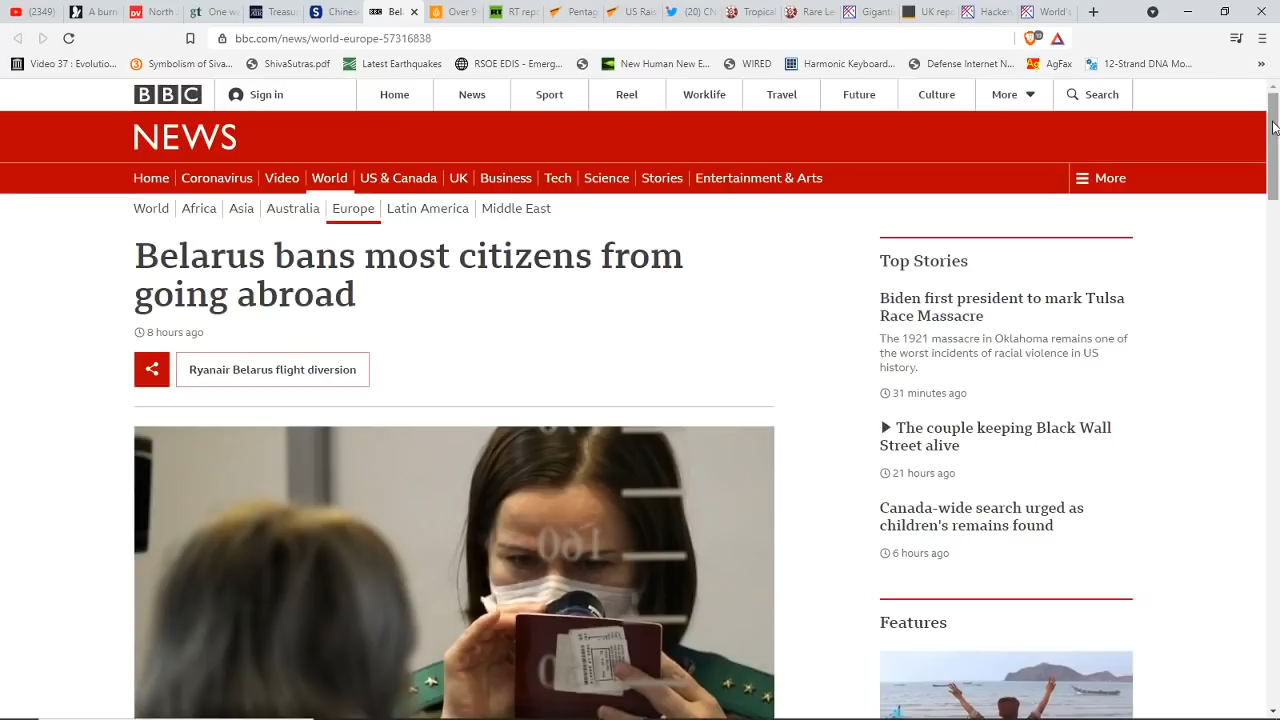 (2349)
A burn
North
One w
Treasu
Chines
Bela
Over 9
RT-rep
Pentag
US Rai
(20) CN
Tropical
Rare Li
Giganti
UK rep
Hacker
World's
bbc.com/news/world-europe-57316838
Video 37 : Evolutio...
Symbolism of Siva...
ShivaSutras.pdf
Latest Earthquakes
RSOE EDIS - Emerg...
New Human New E...
WIRED
Harmonic Keyboar...
Defense Internet N...
AgFax
12-Strand DNA Mo...
BBC
Sign in
Home
News
Sport
Reel
Worklife
Travel
Future
Culture
More
Search
NEWS
Home
Coronavirus
Video
World
US & Canada
UK
Business
Tech
Science
Stories
Entertainment & Arts
More
World
Africa
Asia
Australia
Europe
Latin America
Middle East
Belarus bans most citizens from
going abroad
8 hours ago
Ryanair Belarus flight diversion
Top Stories
Biden first president to mark Tulsa
Race Massacre
The 1921 massacre in Oklahoma remains one of
the worst incidents of racial violence in US
history.
31 minutes ago
The couple keeping Black Wall
Street alive
21 hours ago
Canada-wide search urged as
children's remains found
6 hours ago
Features